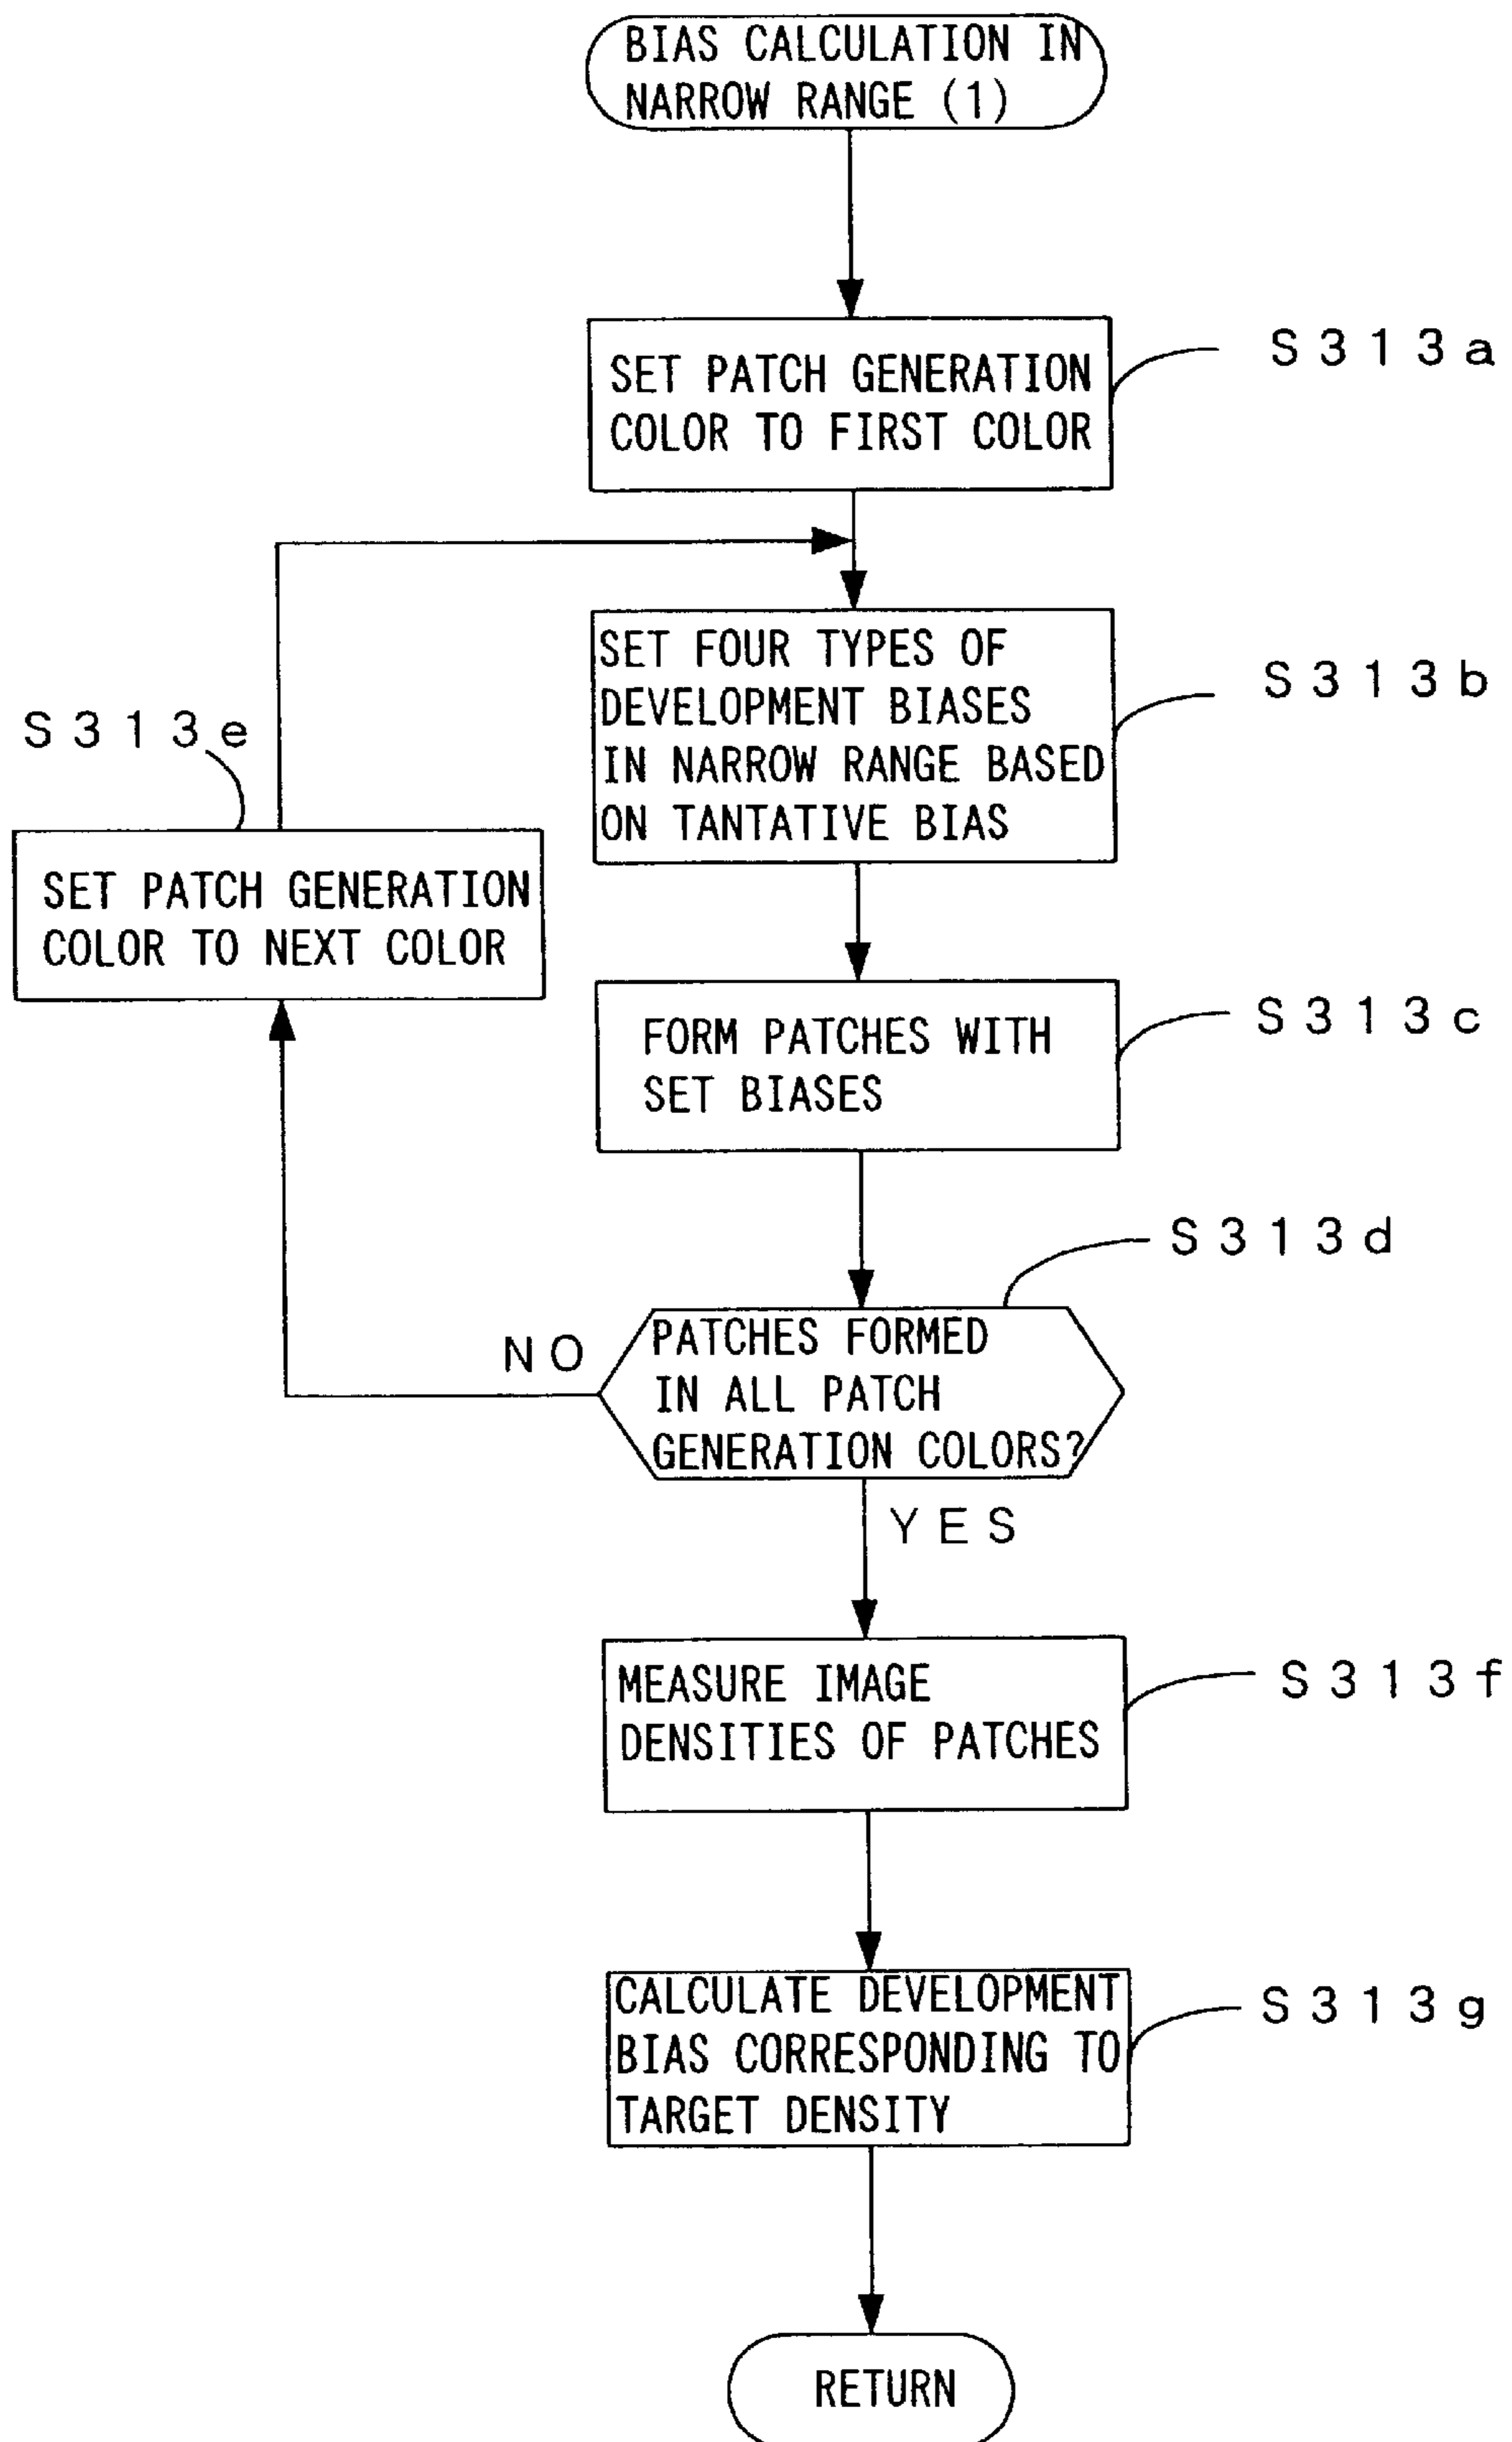 BIAS CALCULATION IN
NARROW RANGE (1)
SET PATCH GENERATION
COLOR TO FIRST COLOR
S313a
SET FOUR TYPES OF
DEVELOPMENT BIASES
IN NARROW RANGE BASED
ON TANTATIVE BIAS
S313b
S313e
SET PATCH GENERATION
COLOR TO NEXT COLOR
FORM PATCHES WITH
SET BIASES
S313c
S313d
NO
PATCHES FORMED
IN ALL PATCH
GENERATION COLORS?
YES
MEASURE IMAGE
DENSITIES OF PATCHES
S313f
CALCULATE DEVELOPMENT
BIAS CORRESPONDING TO
TARGET DENSITY
S313g
RETURN